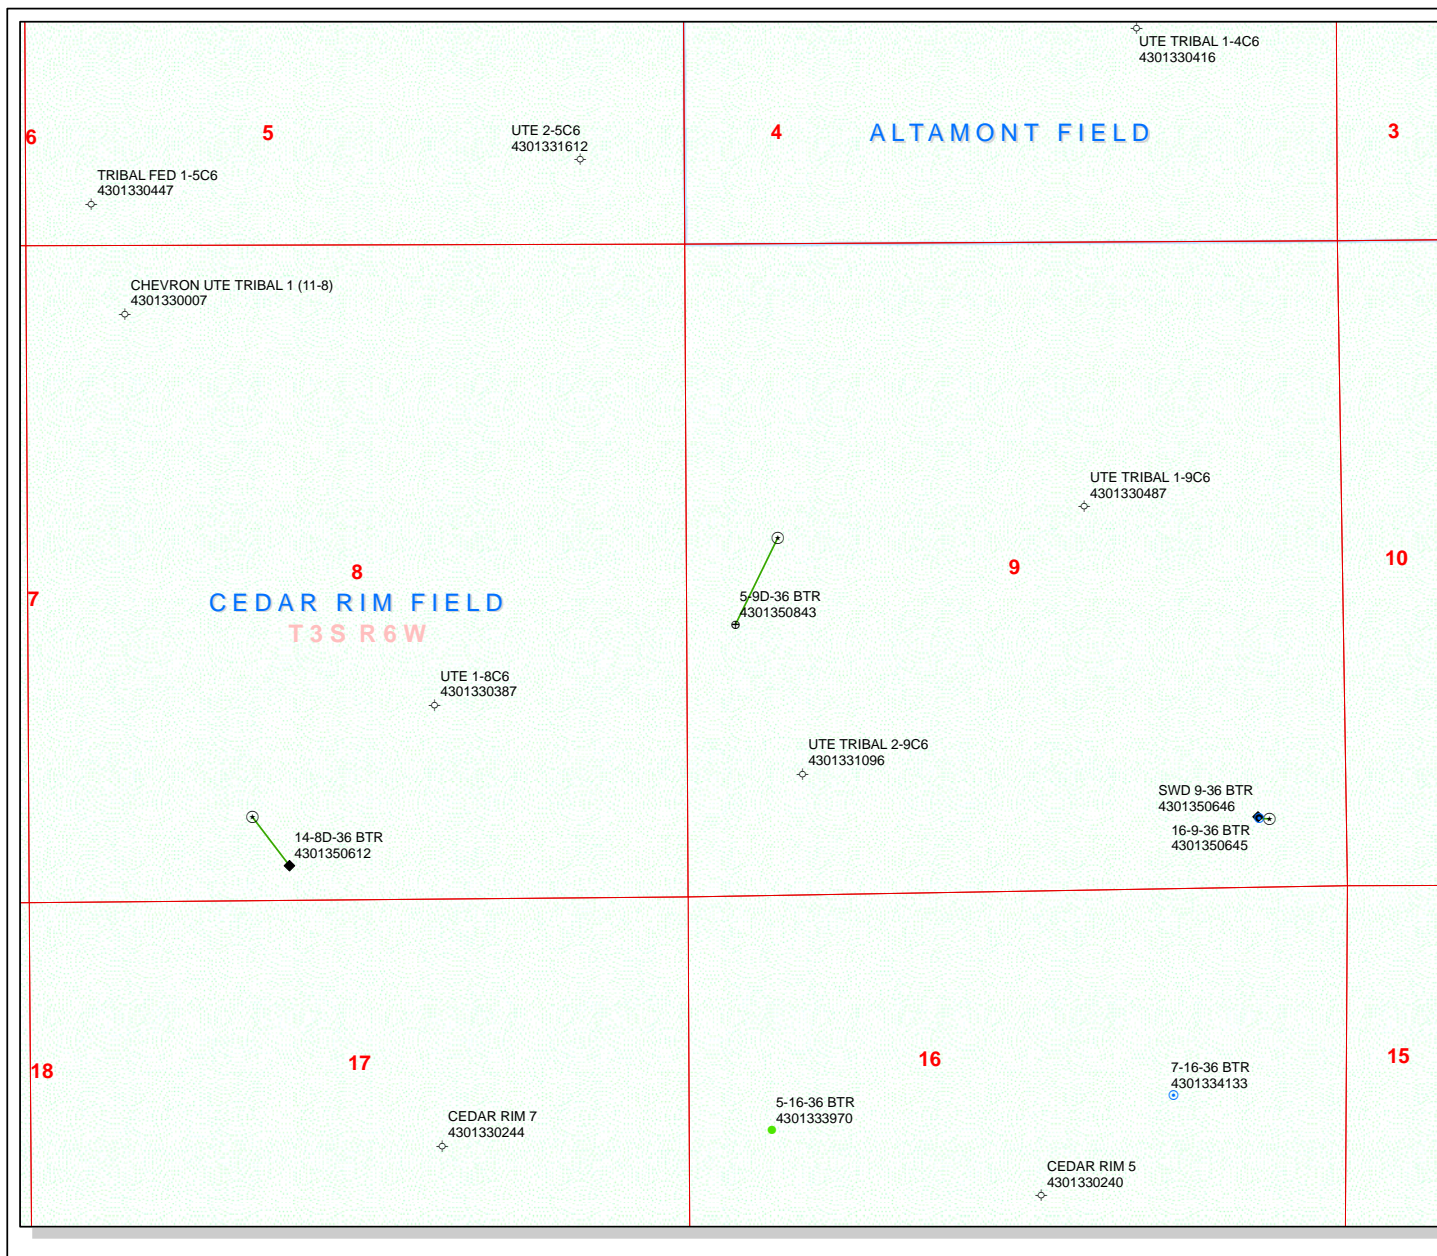 UTE TRIBAL 1-4C6
4301330416
6
5
UTE 2-5C6
4301331612
4
ALTAMONT FIELD
3
TRIBAL FED 1-5C6
4301330447
CHEVRON UTE TRIBAL 1 (11-8)
4301330007
UTE TRIBAL 1-9C6
4301330487
8
9
10
7
CEDAR RIM FIELD
T3S R6W
5-9D-36 BTR
4301350843
UTE 1-8C6
4301330387
UTE TRIBAL 2-9C6
4301331096
SWD 9-36 BTR
4301350646
16-9-36 BTR
4301350645
14-8D-36 BTR
4301350612
18
17
16
15
7-16-36 BTR
4301334133
5-16-36 BTR
4301333970
CEDAR RIM 7
4301330244
CEDAR RIM 5
4301330240